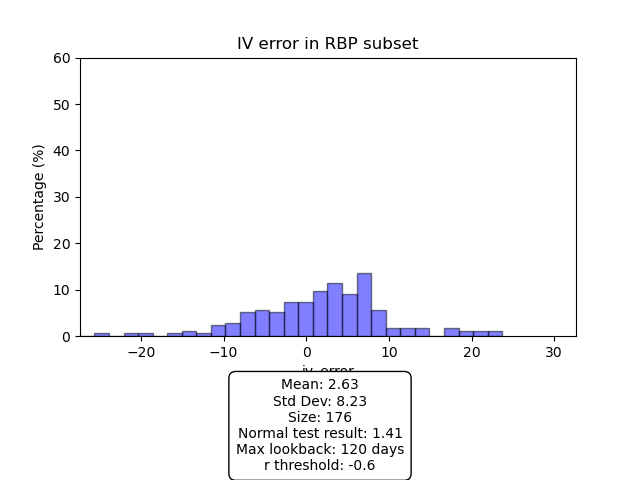 IV error in RBP subset
60
50
40
30
20
10
0
Percentage (%)
−20
−10
0
10
20
30
iv_error
Mean: 2.63
Std Dev: 8.23
Size: 176
Normal test result: 1.41
Max lookback: 120 days
r threshold: -0.6